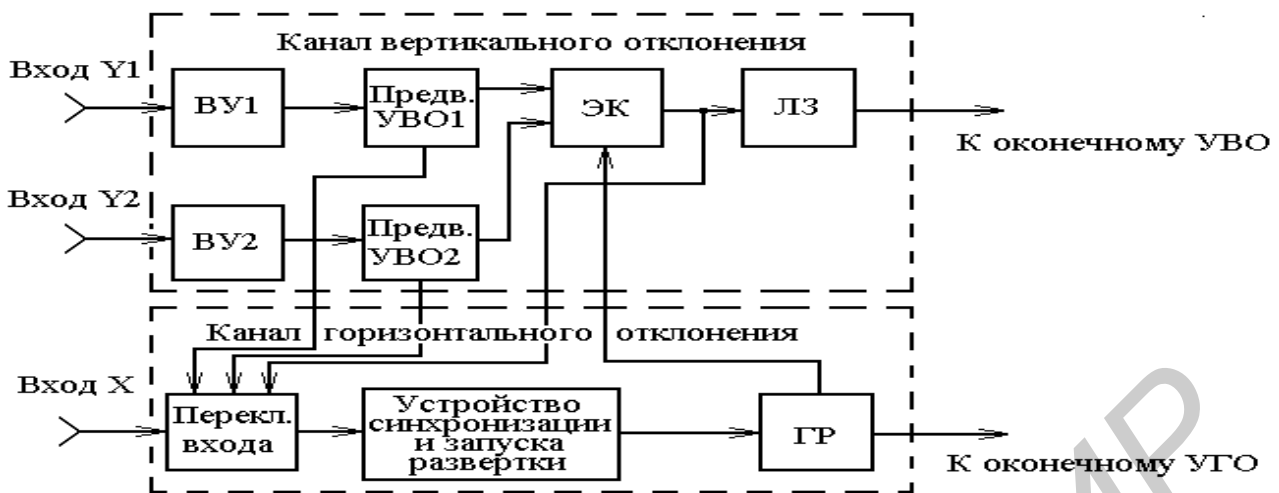 Канал вертикального отклонения
Вход Y1
ВУ1
Предв.
УВО1
ЭК
ЛЗ
К оконечному УВО
Вход Y2
ВУ2
Предв.
УВО2
Канал горизонтального отклонения
Вход X
Перекл.
входа
Устройство
синхронизации
и запуска
развертки
ГР
К оконечному УГО